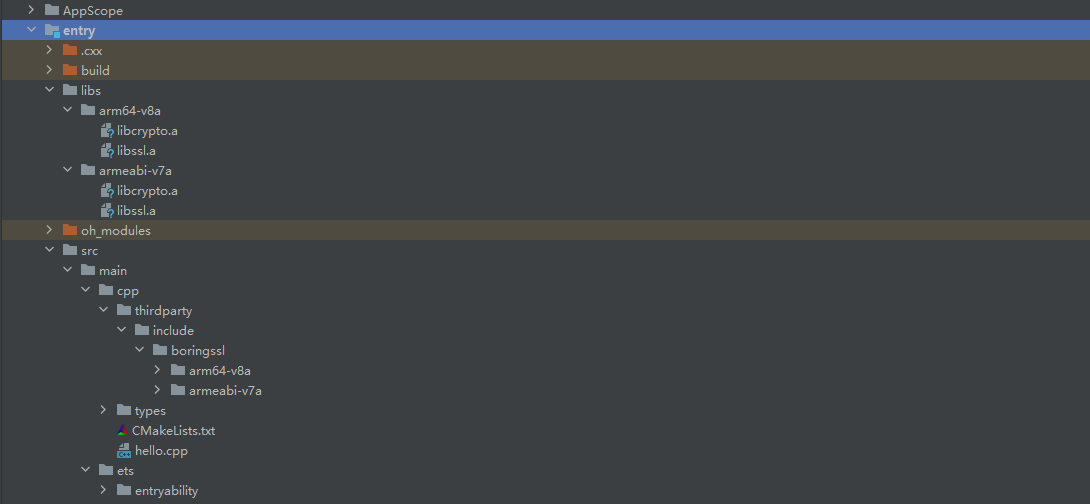 AppScope
entry
.cxx
build
libs
arm64-v8a
libcrypto.a
libssl.a
armeabi-v7a
libcrypto.a
libssl.a
oh_modules
src
main
cpp
thirdparty
include
boringssl
arm64-v8a
armeabi-v7a
types
CMakeLists.txt
hello.cpp
ets
entryability